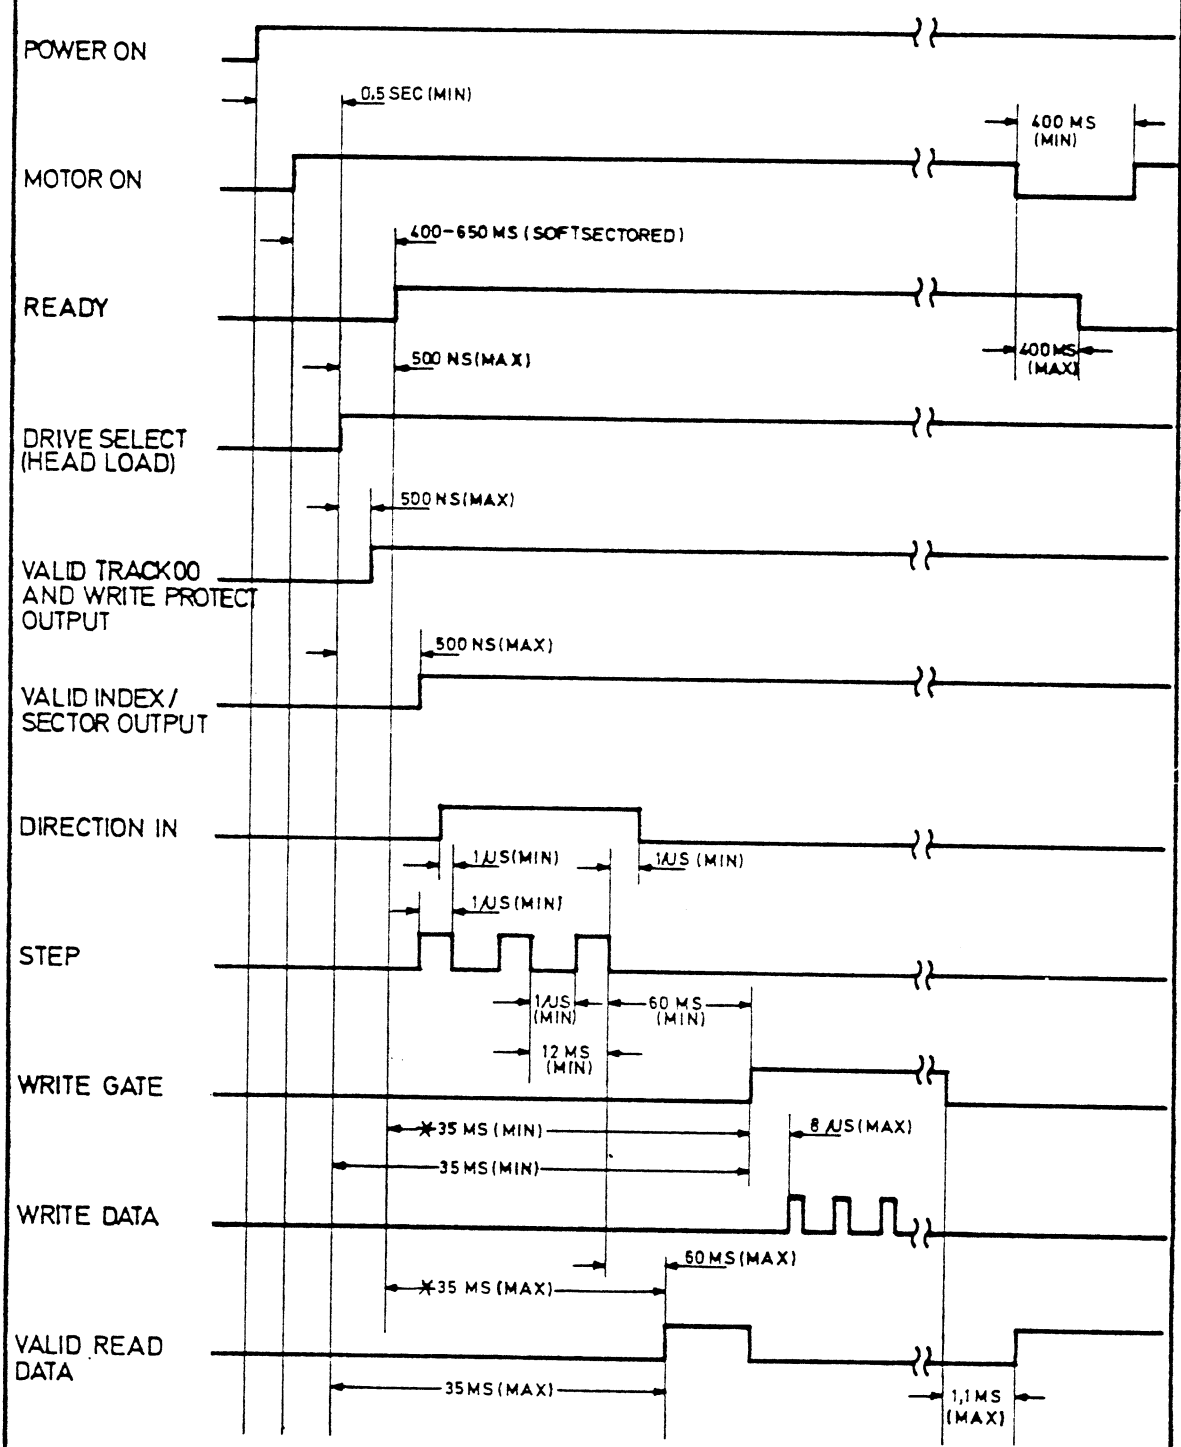 POWER ON
0,5 SEC (MIN)
400 MS
(MIN)
MOTOR ON
400-650 MS (SOFTSECTORED)
READY
500 NS (MAX)
400 MS
(MAX)
DRIVE SELECT
(HEAD LOAD)
500 NS (MAX)
VALID TRACK 00
AND WRITE PROTECT
OUTPUT
500 NS (MAX)
VALID INDEX/
SECTOR OUTPUT
DIRECTION IN
1/US (MIN)
1/US (MIN)
1/US (MIN)
STEP
1/US
(MIN)
60 MS
(MIN)
12 MS
(MIN)
WRITE GATE
*35 MS (MIN)
8 /US (MAX)
35 MS (MIN)
WRITE DATA
60 MS (MAX)
*35 MS (MAX)
VALID READ
DATA
35 MS (MAX)
1,1 MS
(MAX)